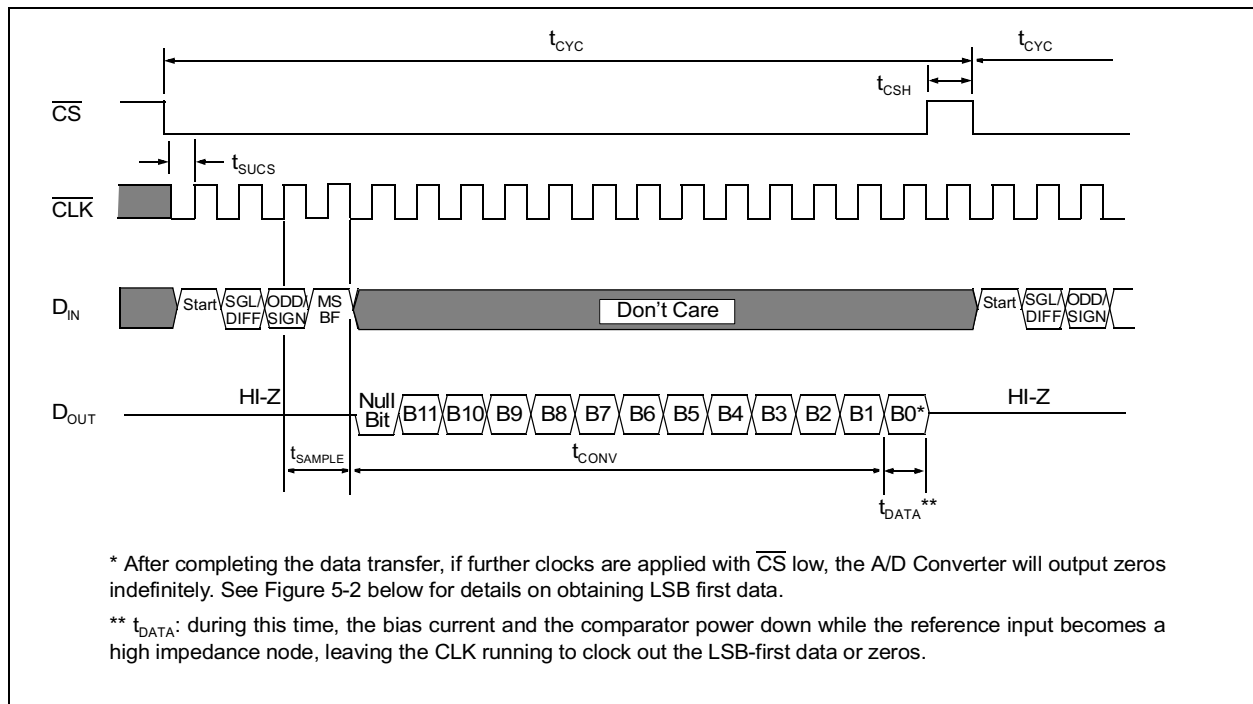 tCYC tCYC
tCSH
CS
tSUCS
CLK
DIN Start SGL/DIFF ODD/SIGN MS BF Don't Care Start SGL/DIFF ODD/SIGN
HI-Z HI-Z
DOUT Null Bit B11 B10 B9 B8 B7 B6 B5 B4 B3 B2 B1 B0*
tSAMPLE tCONV
tDATA**
* After completing the data transfer, if further clocks are applied with CS low, the A/D Converter will output zeros
indefinitely. See Figure 5-2 below for details on obtaining LSB first data.
** tDATA: during this time, the bias current and the comparator power down while the reference input becomes a
high impedance node, leaving the CLK running to clock out the LSB-first data or zeros.